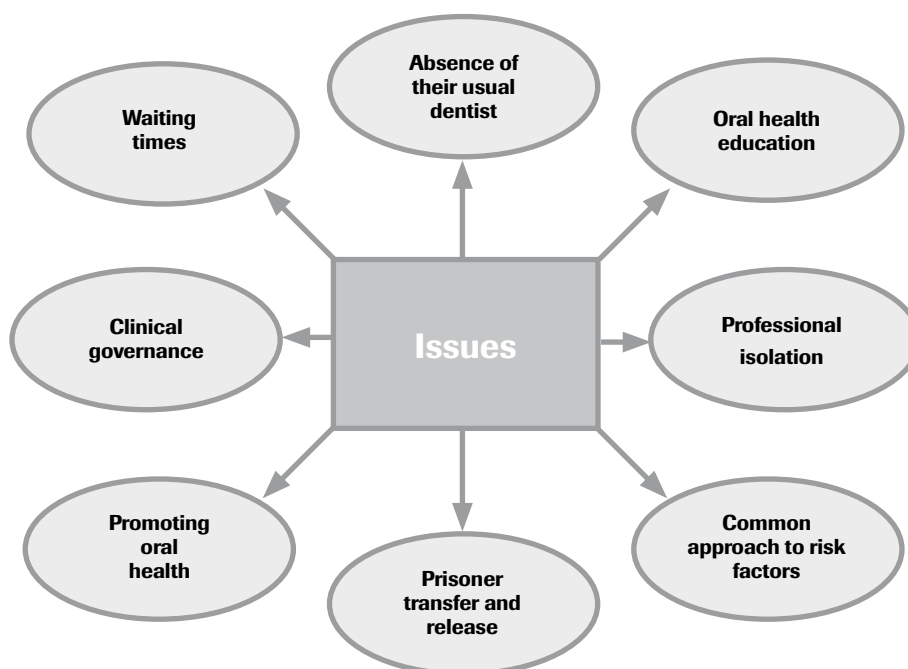 Absence of
their usual
dentist
Waiting
times
Oral health
education
Clinical
governance
Issues
Professional
isolation
Promoting
oral
health
Prisoner
transfer and
release
Common
approach to risk
factors